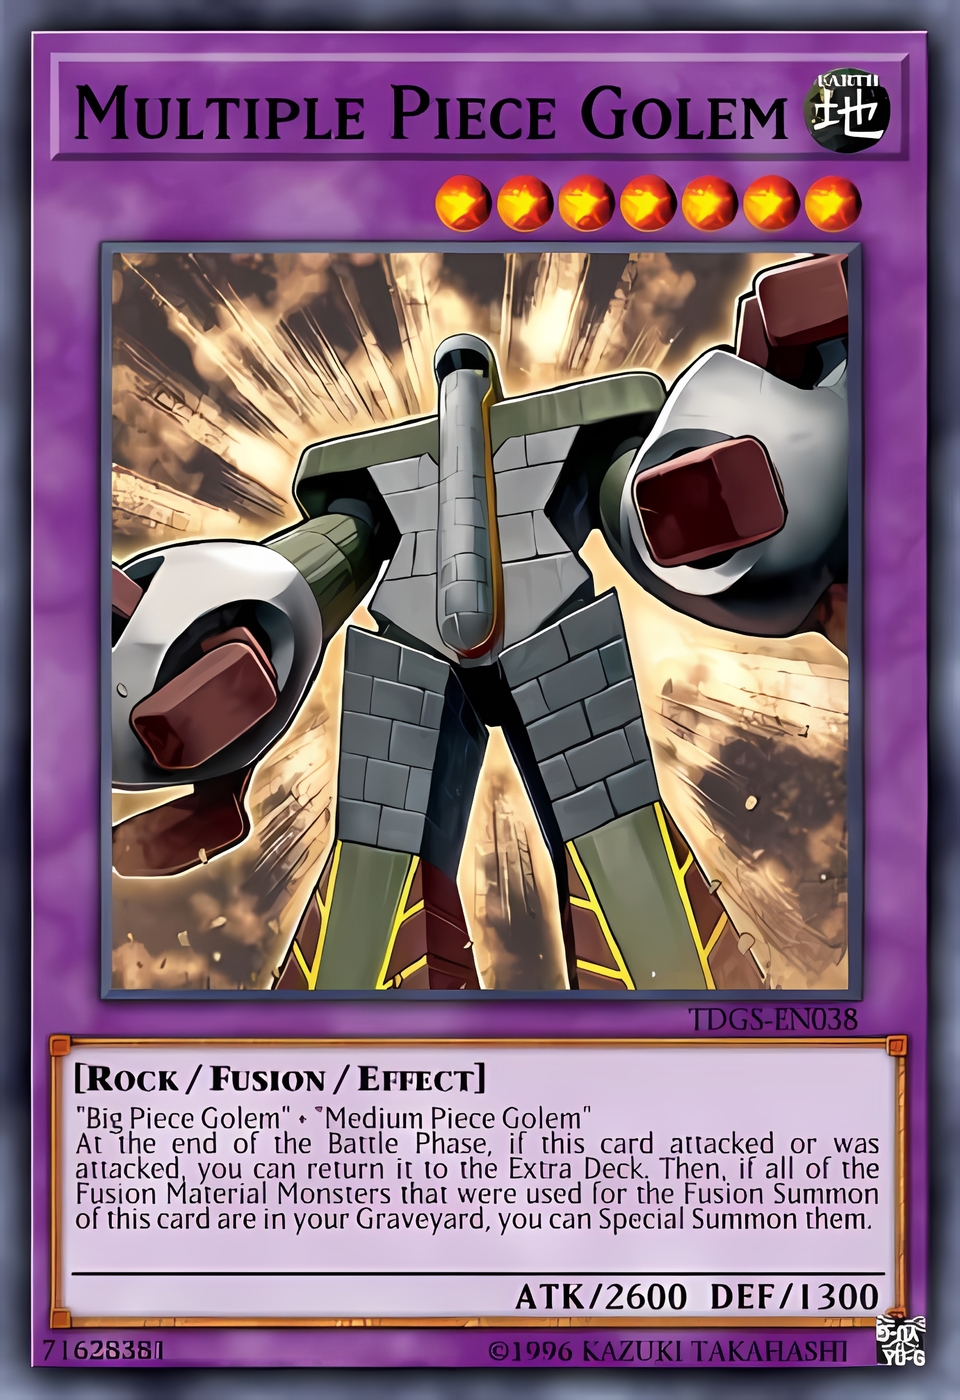 MULTIPLE PIECE GOLEM
EARTH
地
TDGS-EN038
[ROCK / FUSION / EFFECT]
"Big Piece Golem" + "Medium Piece Golem"
At the end of the Battle Phase, if this card attacked or was
attacked, you can return it to the Extra Deck. Then, if all of the
Fusion Material Monsters that were used for the Fusion Summon
of this card are in your Graveyard, you can Special Summon them.
ATK/2600 DEF/1300
71628381
©1996 KAZUKI TAKAHASHI